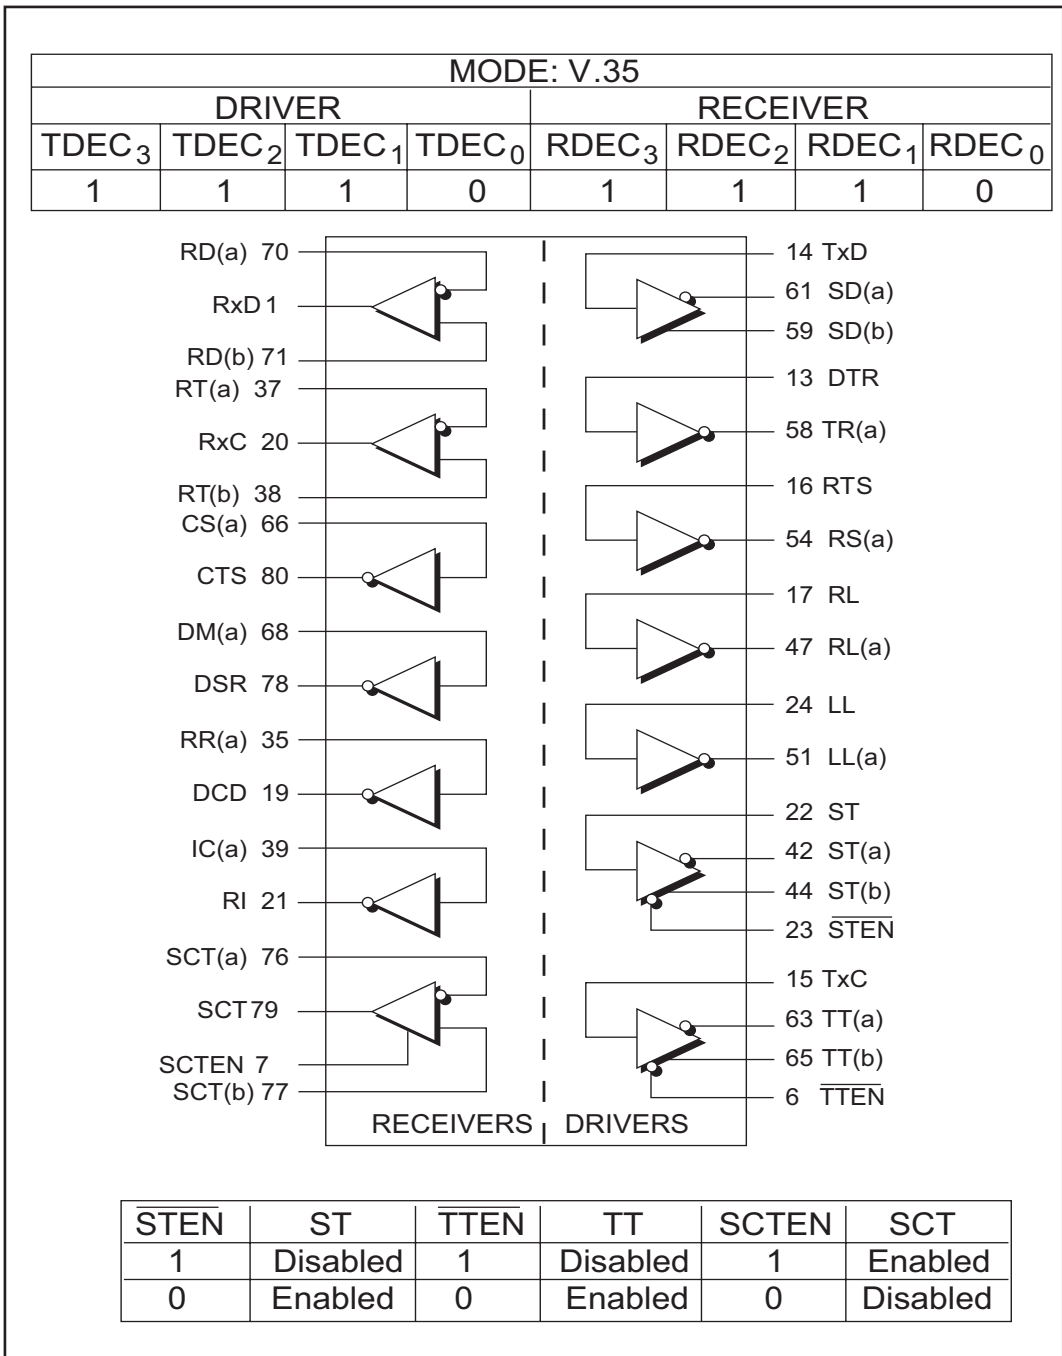 MODE: V.35
DRIVER RECEIVER
TDEC3 TDEC2 TDEC1 TDEC0 RDEC3 RDEC2 RDEC1 RDEC0
1 1 1 0 1 1 1 0
RD(a) 70
RxD 1
RD(b) 71
RT(a) 37
RxC 20
RT(b) 38
CS(a) 66
CTS 80
DM(a) 68
DSR 78
RR(a) 35
DCD 19
IC(a) 39
RI 21
SCT(a) 76
SCT 79
SCTEN 7
SCT(b) 77
14 TxD
61 SD(a)
59 SD(b)
13 DTR
58 TR(a)
16 RTS
54 RS(a)
17 RL
47 RL(a)
24 LL
51 LL(a)
22 ST
42 ST(a)
44 ST(b)
23 S̅T̅E̅N̅
15 TxC
63 TT(a)
65 TT(b)
6 T̅T̅E̅N̅
RECEIVERS DRIVERS
S̅T̅E̅N̅ ST T̅T̅E̅N̅ TT SCTEN SCT
1 Disabled 1 Disabled 1 Enabled
0 Enabled 0 Enabled 0 Disabled